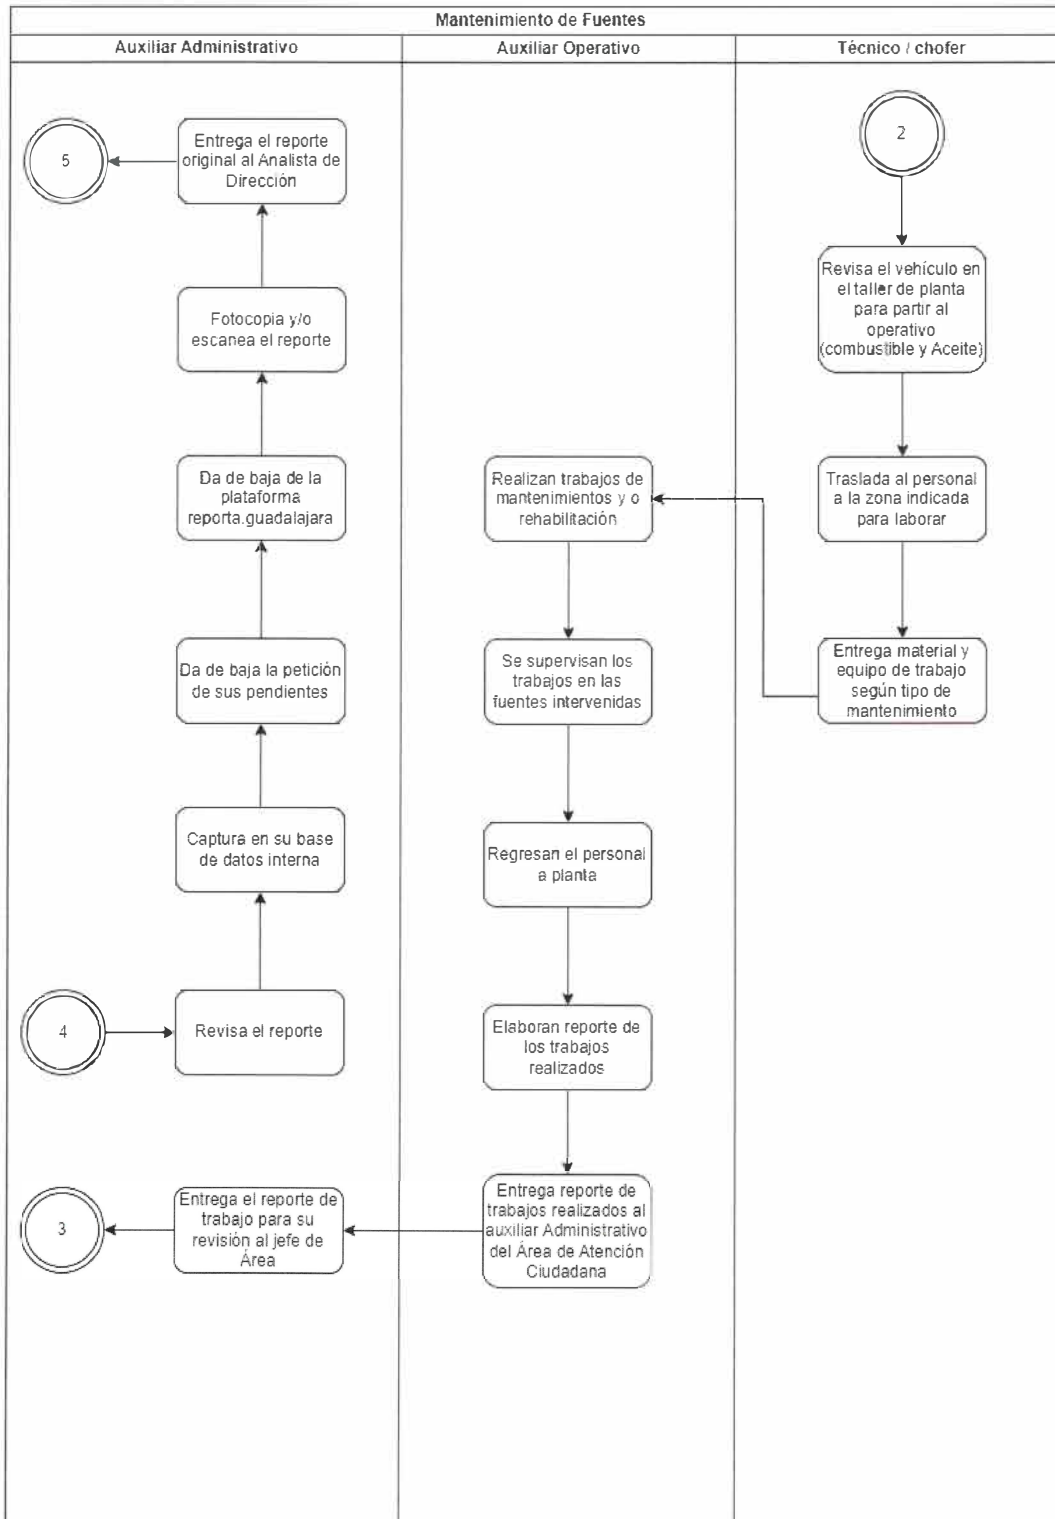 Mantenimiento de Fuentes
Auxiliar Administrativo
Auxiliar Operativo
Técnico / chofer
5
Entrega el reporte
original al Analista de
Dirección
Fotocopia y/o
escanea el reporte
Da de baja de la
plataforma
reporta.guadalajara
Da de baja la petición
de sus pendientes
Captura en su base
de datos interna
4
Revisa el reporte
3
Entrega el reporte de
trabajo para su
revisión al jefe de
Área
Realizan trabajos de
mantenimientos y o
rehabilitación
Se supervisan los
trabajos en las
fuentes intervenidas
Regresan el personal
a planta
Elaboran reporte de
los trabajos
realizados
Entrega reporte de
trabajos realizados al
auxiliar Administrativo
del Área de Atención
Ciudadana
2
Revisa el vehículo en
el taller de planta
para partir al
operativo
(combustible y Aceite)
Traslada al personal
a la zona indicada
para laborar
Entrega material y
equipo de trabajo
según tipo de
mantenimiento